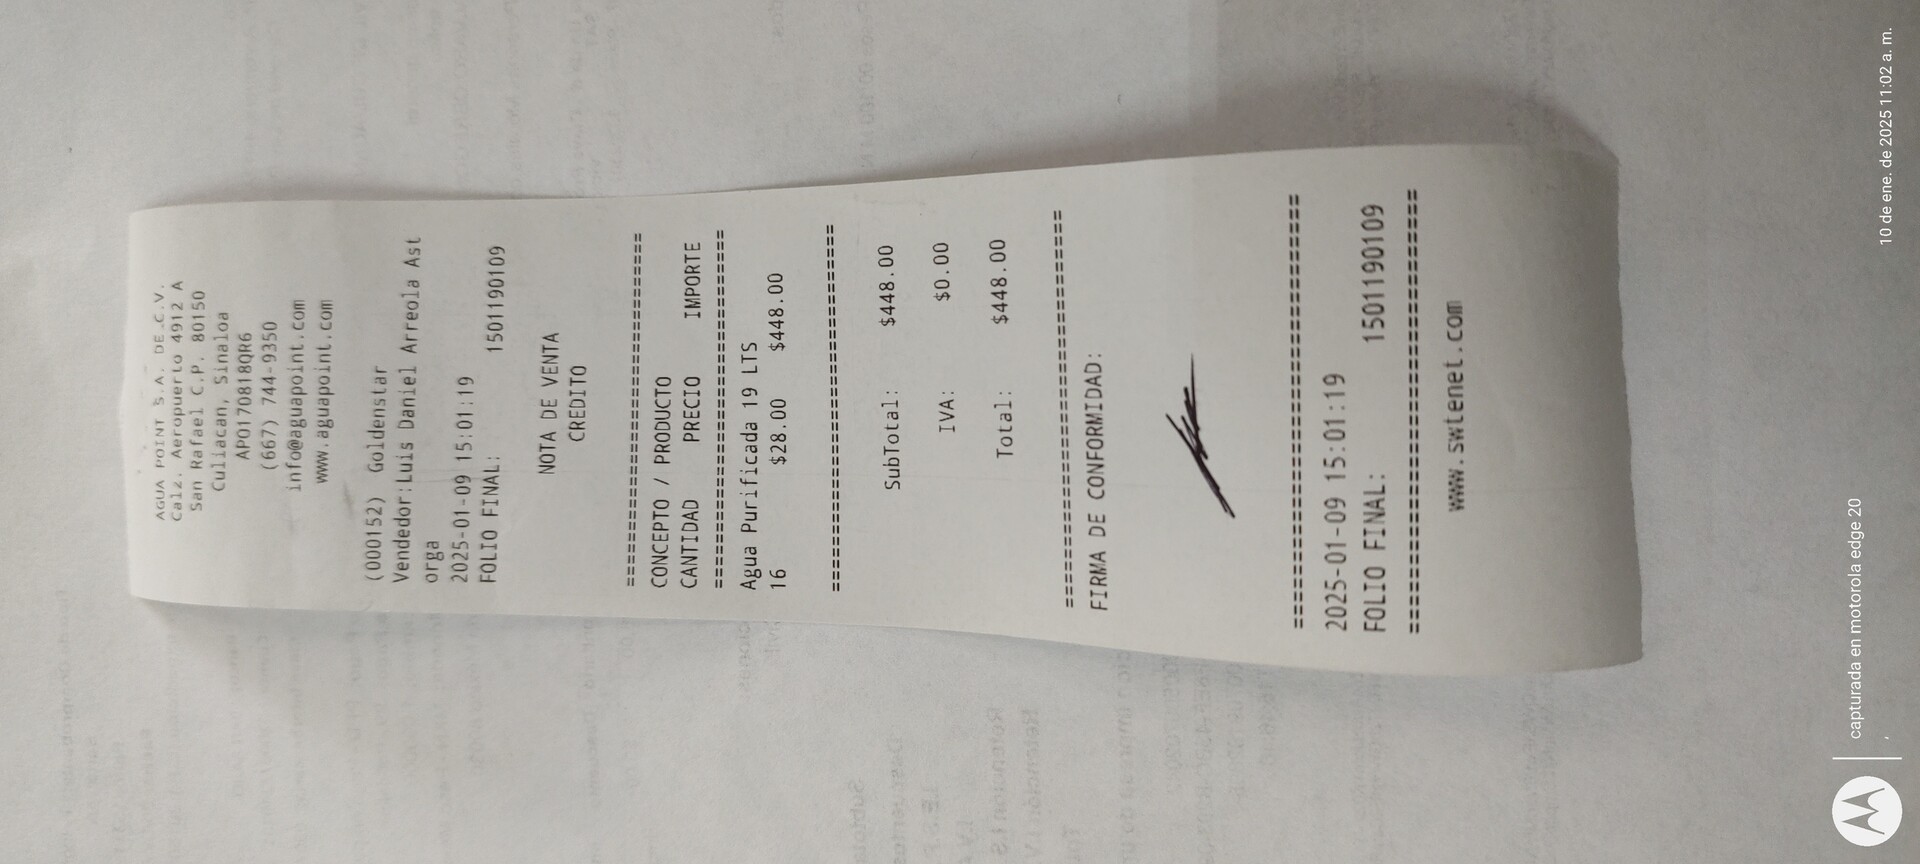 AGUA POINT S.A. DE.C.V.
Calz. Aeropuerto 4912 A
San Rafael C.P. 80150
Culiacan, Sinaloa
APO170818QR6
(667) 744-9350
info@aguapoint.com
www.aguapoint.com
(000152) Goldenstar
Vendedor:Luis Daniel Arreola Ast
orga
2025-01-09 15:01:19
FOLIO FINAL: 1501190109
NOTA DE VENTA
CREDITO
================================
CONCEPTO / PRODUCTO
CANTIDAD PRECIO IMPORTE
================================
Agua Purificada 19 LTS
16 $28.00 $448.00
================================
SubTotal: $448.00
IVA: $0.00
Total: $448.00
================================
FIRMA DE CONFORMIDAD:
================================
2025-01-09 15:01:19
FOLIO FINAL: 1501190109
================================
www.swtenet.com
capturada en motorola edge 20
,
10 de ene. de 2025 11:02 a. m.